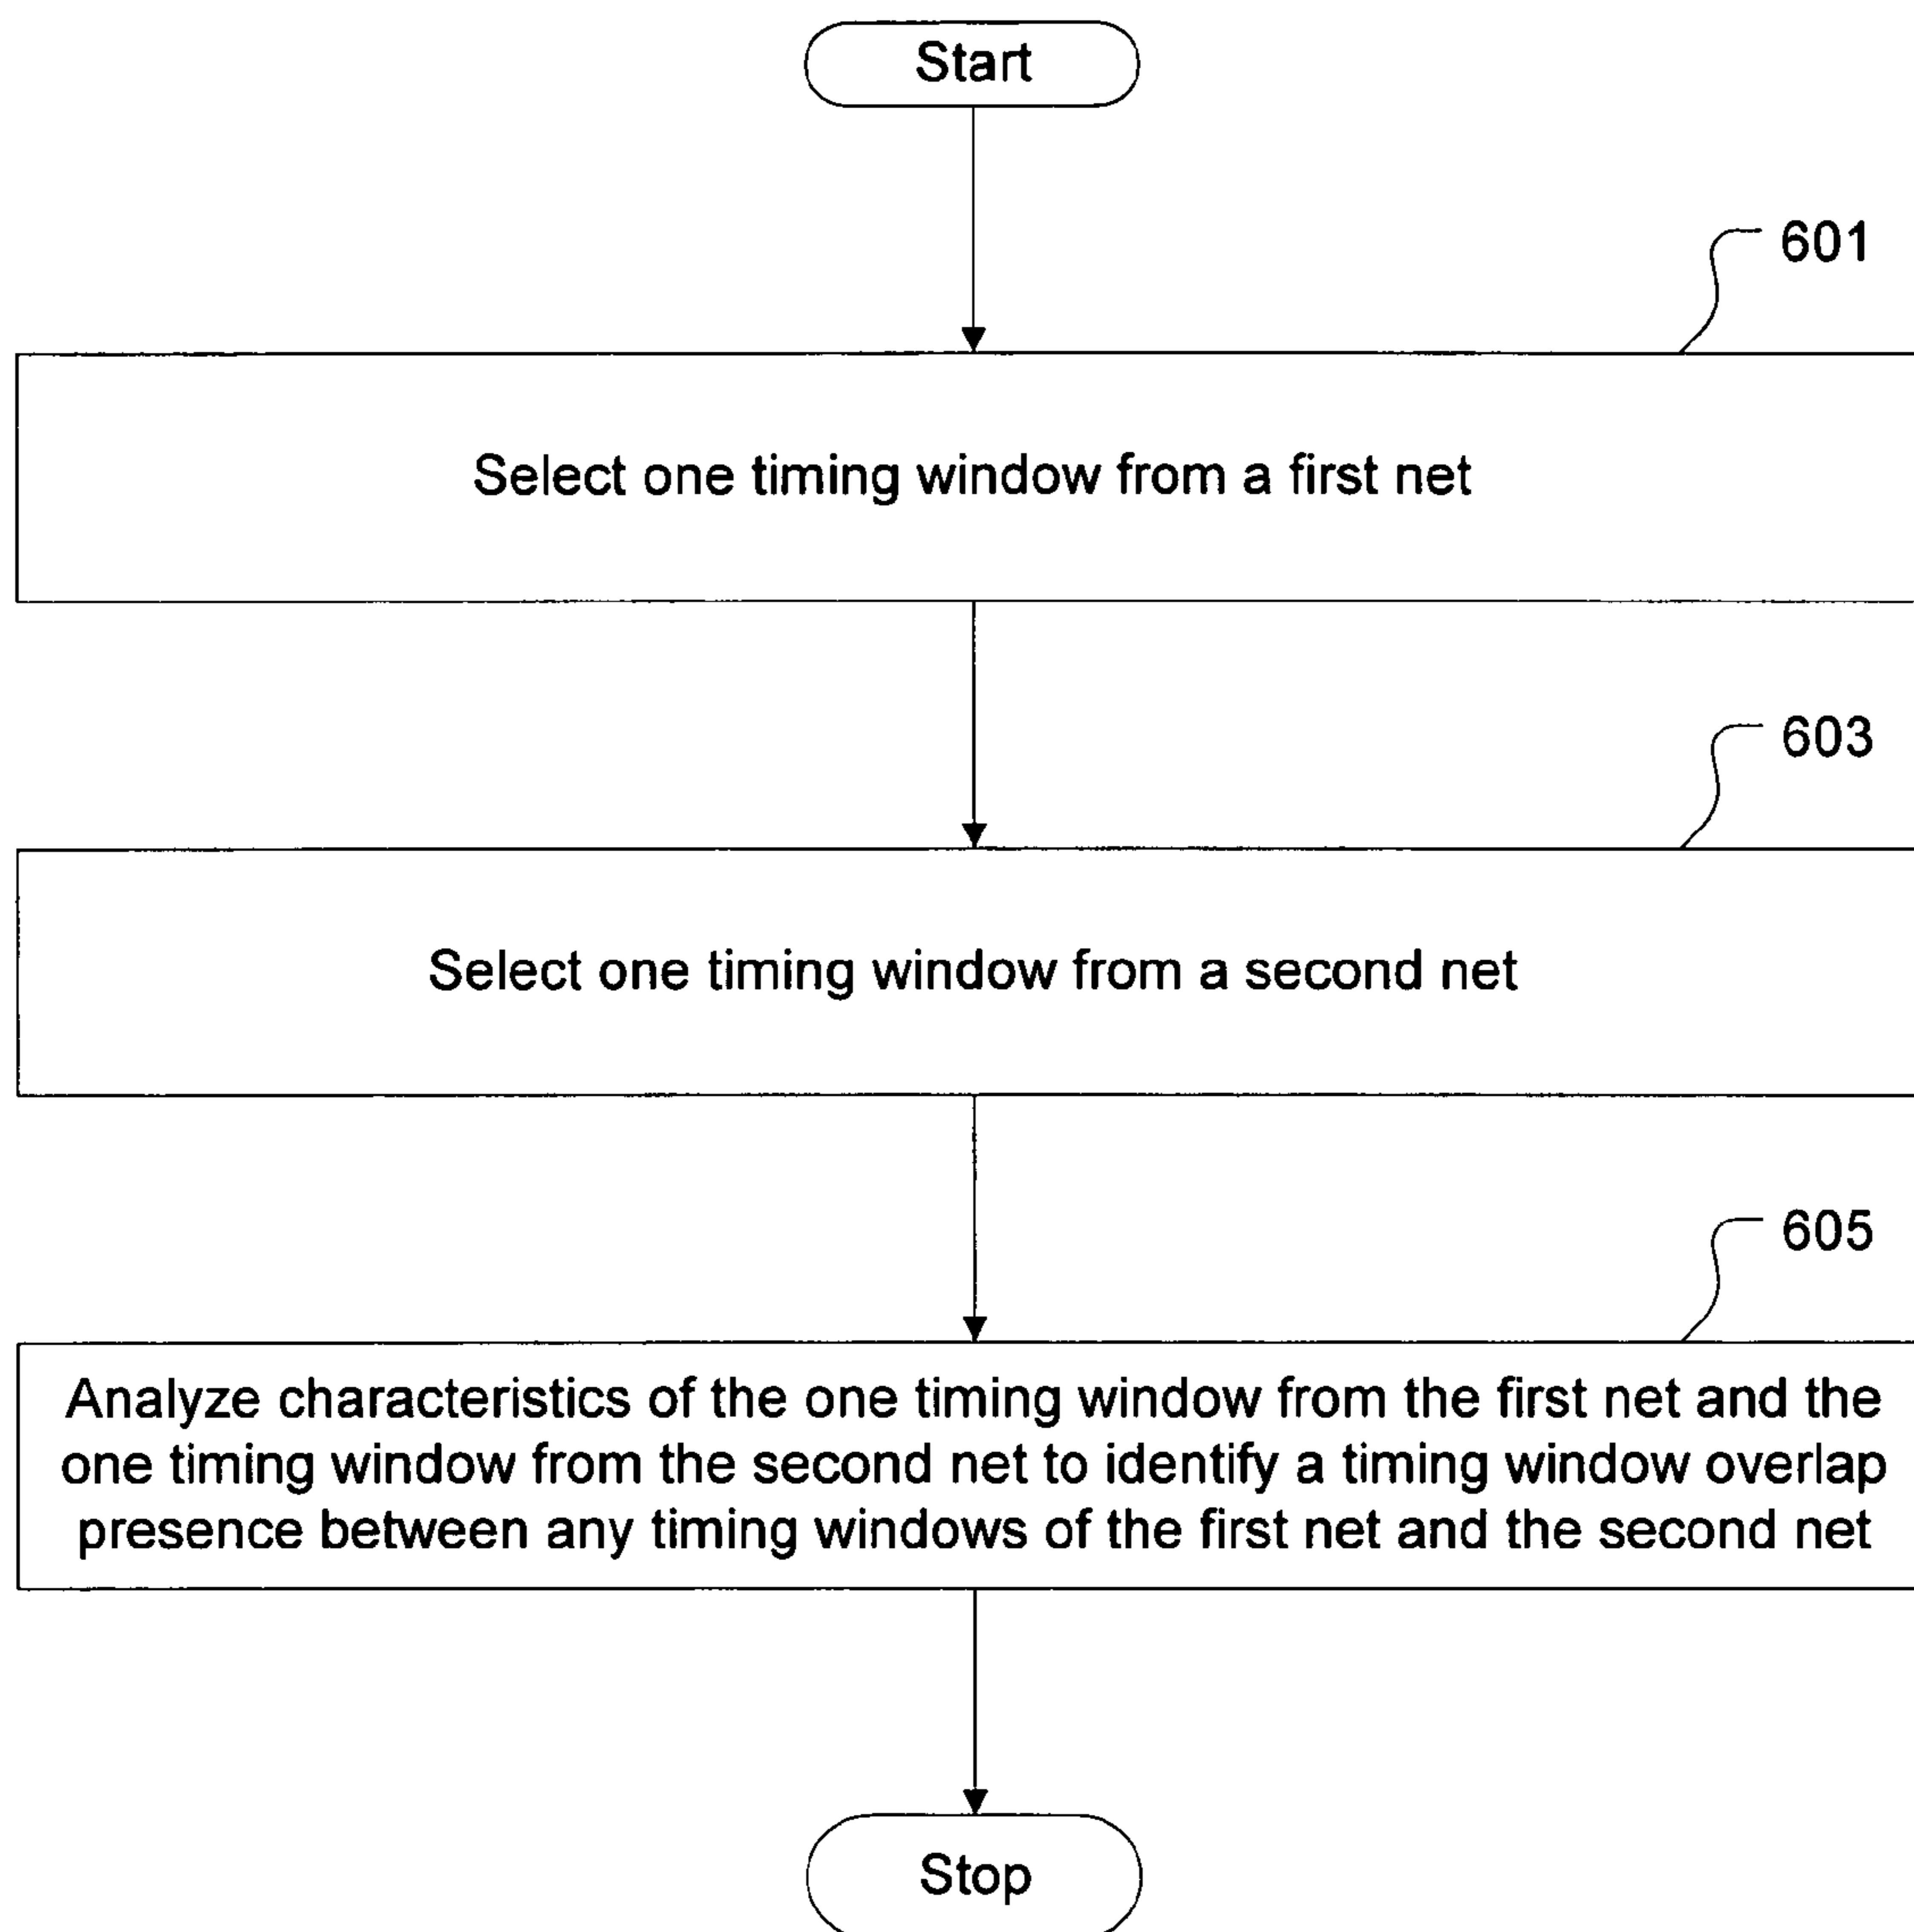 Start
601
Select one timing window from a first net
603
Select one timing window from a second net
605
Analyze characteristics of the one timing window from the first net and the
one timing window from the second net to identify a timing window overlap
presence between any timing windows of the first net and the second net
Stop